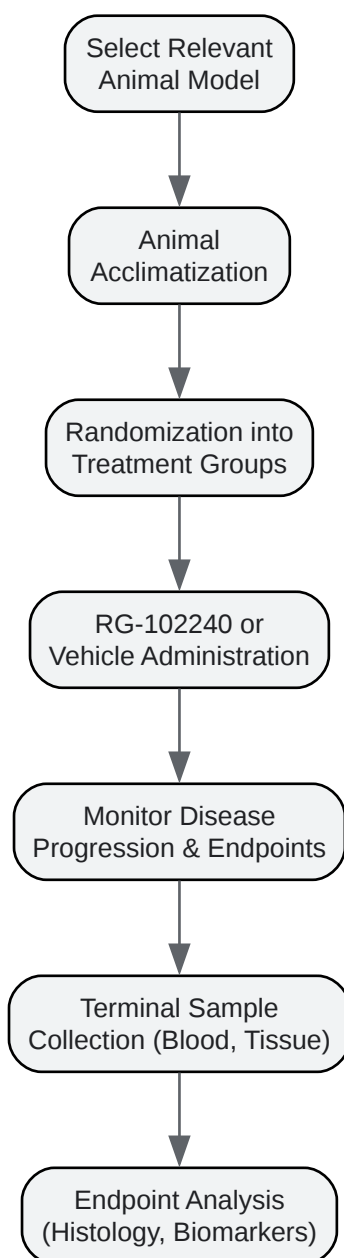 Select Relevant
Animal Model
Animal
Acclimatization
Randomization into
Treatment Groups
RG-102240 or
Vehicle Administration
Monitor Disease
Progression & Endpoints
Terminal Sample
Collection (Blood, Tissue)
Endpoint Analysis
(Histology, Biomarkers)